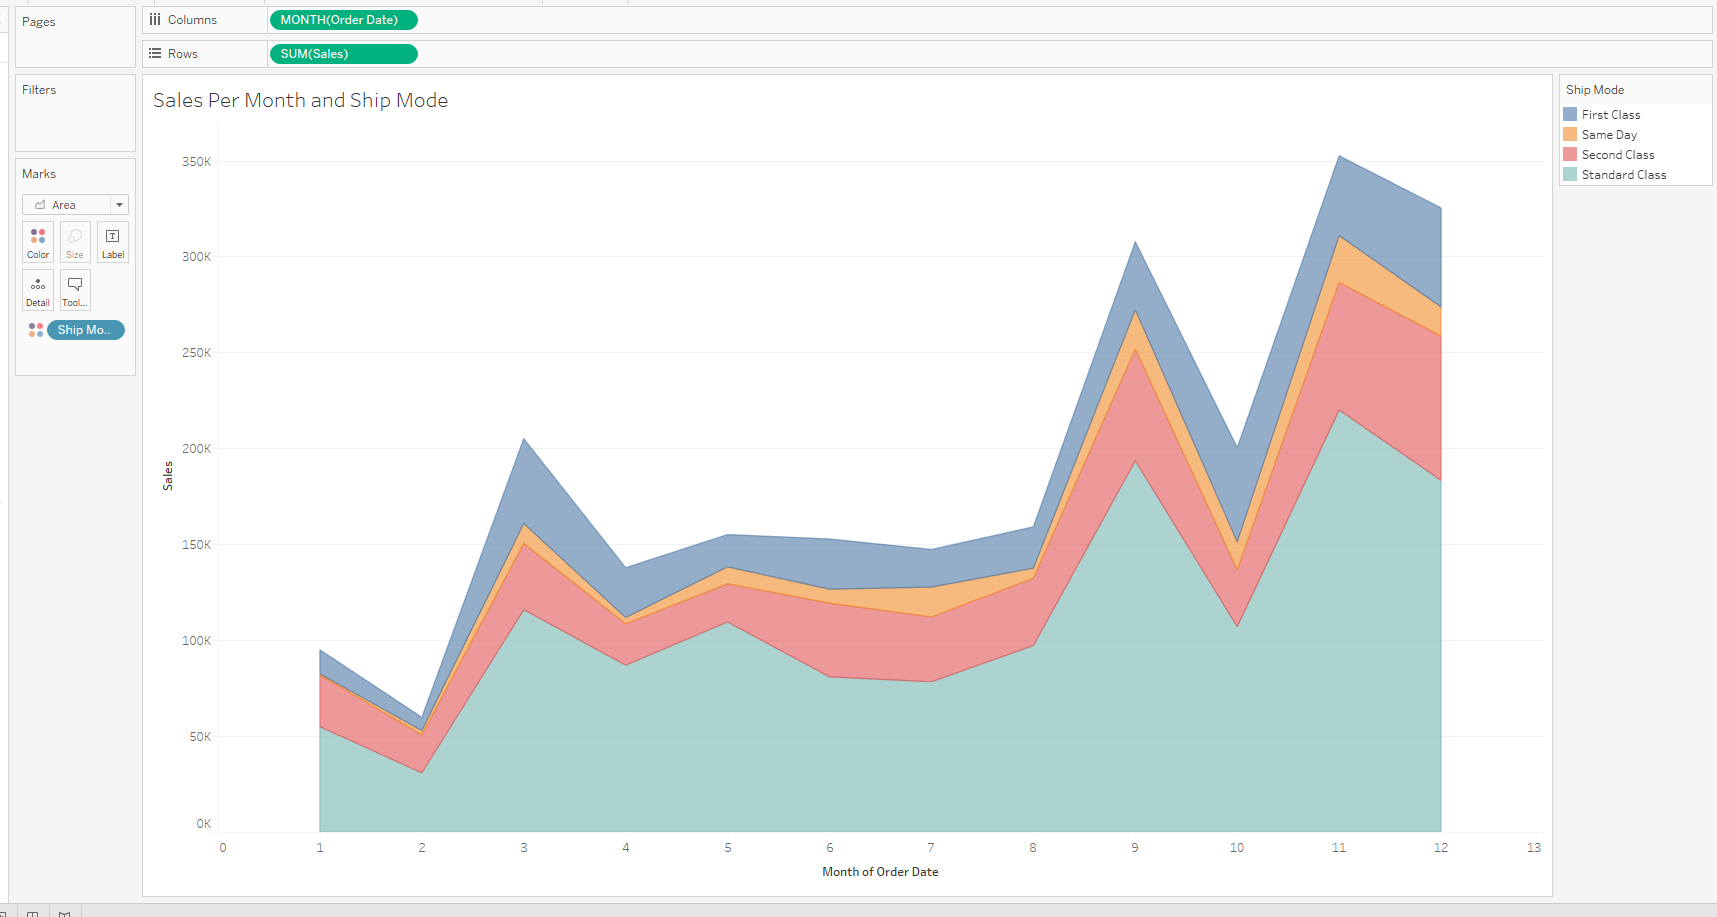 Pages
Columns
MONTH(Order Date)
Rows
SUM(Sales)
Filters
Marks
Area
Color
Size
Label
Detail
Tool...
Ship Mo..
Sales Per Month and Ship Mode
350K
300K
250K
200K
150K
100K
50K
0K
Sales
0 1 2 3 4 5 6 7 8 9 10 11 12 13
Month of Order Date
Ship Mode
First Class
Same Day
Second Class
Standard Class